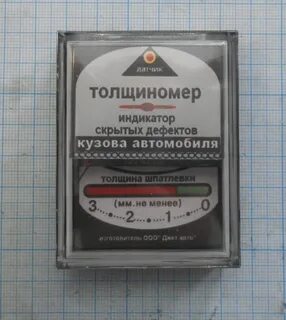 датчик
толщиномер
индикатор
скрытых дефектов
кузова автомобиля
толщина шпатлевки
(мм.не менее)
3 2 1 0
изготовитель ООО "Джет авто"